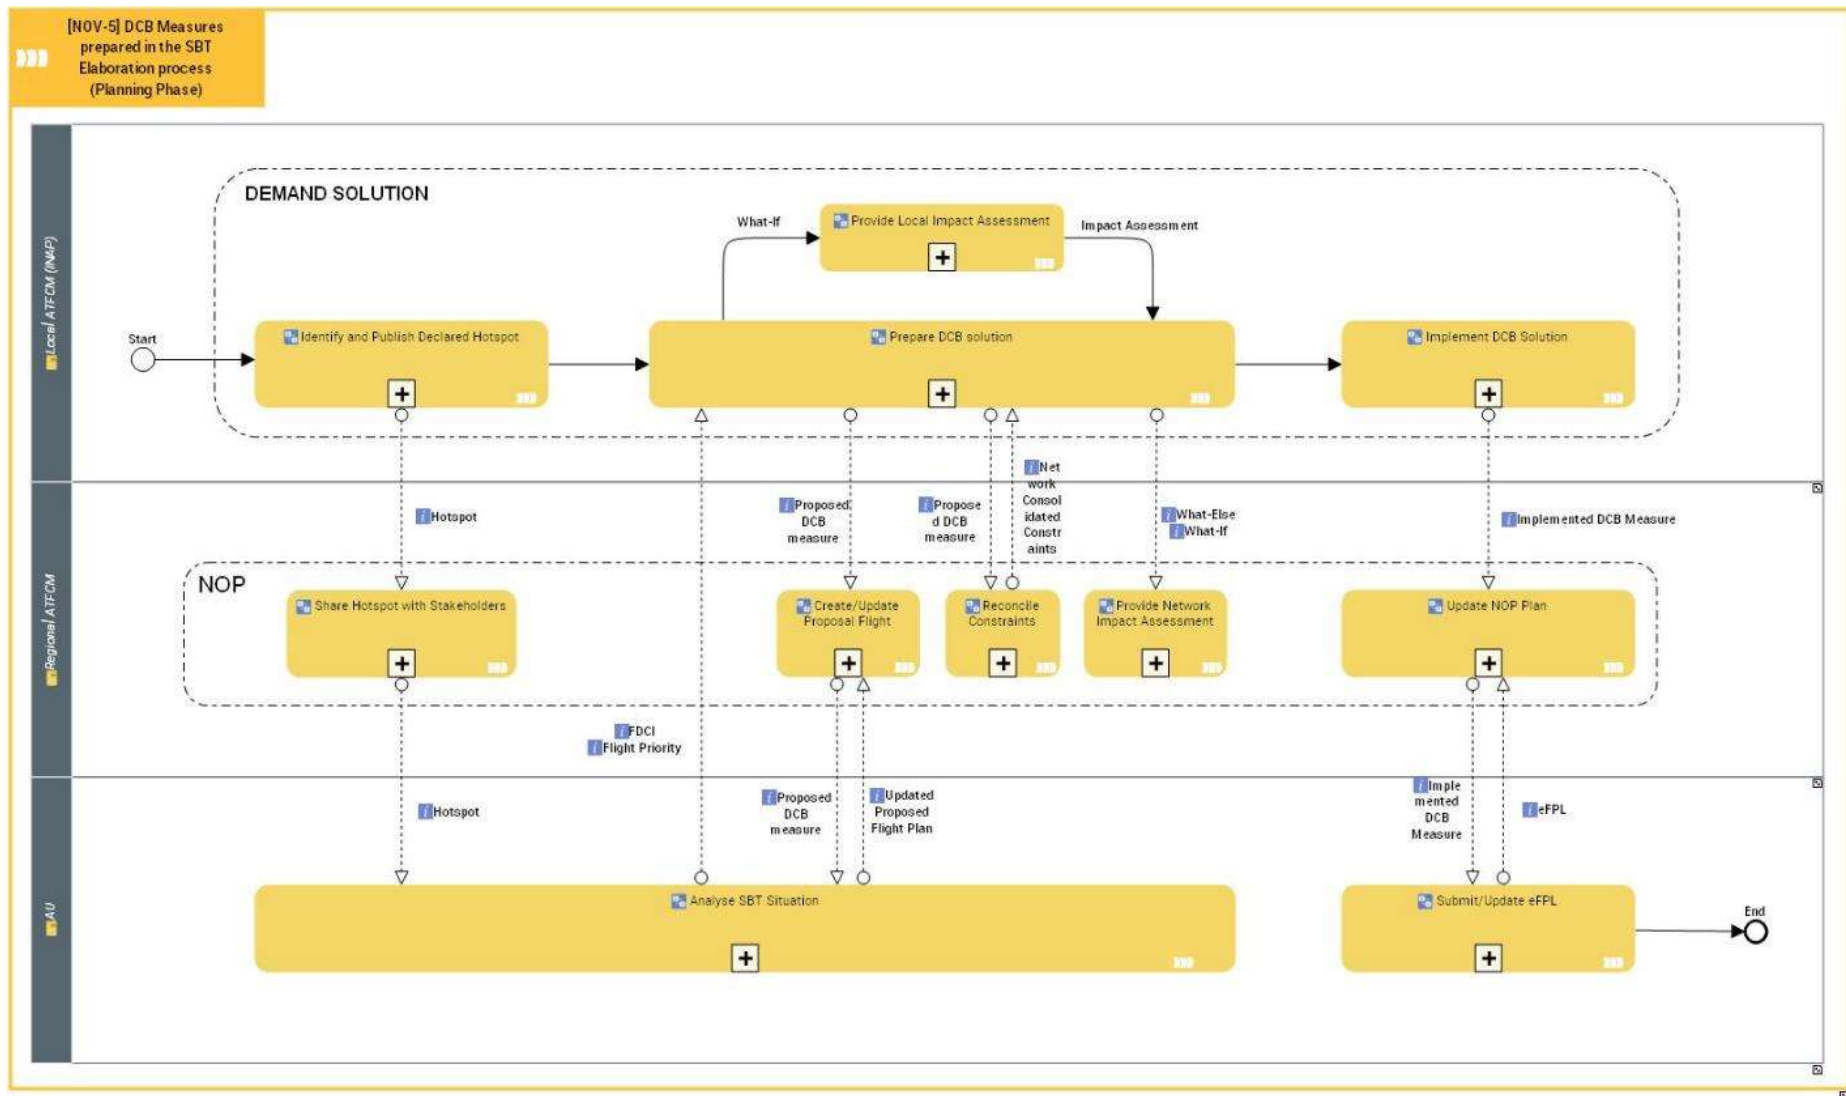 [NOV-5] DCB Measures
prepared in the SBT
Elaboration process
(Planning Phase)
Local ATFCM (INAP)
DEMAND SOLUTION
What-If
Provide Local Impact Assessment
Impact Assessment
Start
Identify and Publish Declared Hotspot
Prepare DCB solution
Implement DCB Solution
Regional ATFCM
Hotspot
Proposed
DCB
measure
Propose
d DCB
measure
Net
work
Consol
idated
Constr
aints
What-Else
What-If
Implemented DCB Measure
NOP
Share Hotspot with Stakeholders
Create/Update
Proposal Flight
Reconcile
Constraints
Provide Network
Impact Assessment
Update NOP Plan
FDCI
Flight Priority
AU
Hotspot
Proposed
DCB
measure
Updated
Proposed
Flight Plan
Imple
mented
DCB
Measure
eFPL
Analyse SBT Situation
Submit/Update eFPL
End